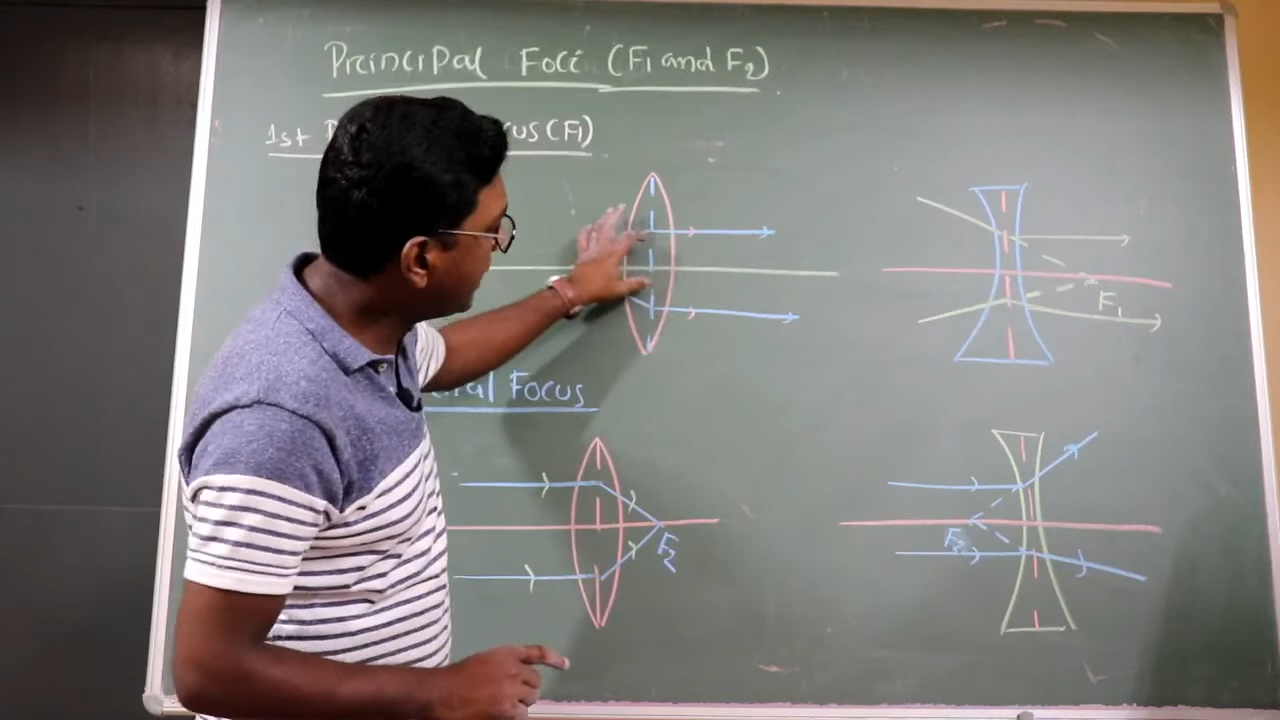 Principal Foci (F1 and F2)
1st cus (F1)
F1
Focus
F2
F2